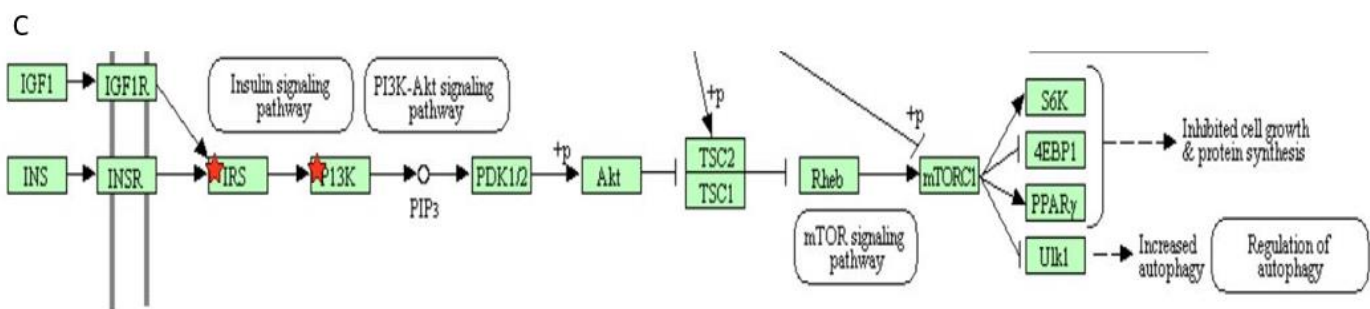 C
IGF1
IGF1R
Insulin signaling
pathway
PI3K-Akt signaling
pathway
+p
+p
S6K
4EBP1
PPARγ
Inhibited cell growth
& protein synthesis
INS
INSR
IRS
PI3K
PIP3
PDK1/2
+p
Akt
TSC2
TSC1
Rheb
mTORC1
mTOR signaling
pathway
Ulk1
Increased
autophagy
Regulation of
autophagy